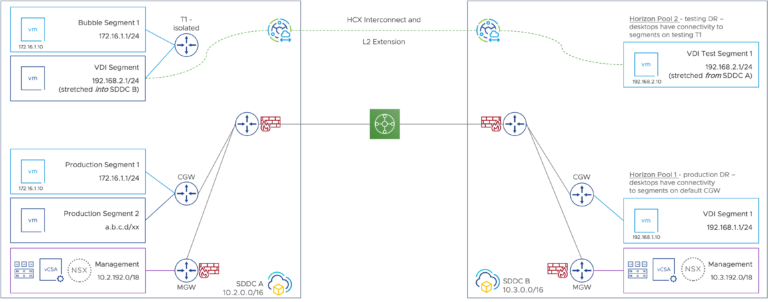 Bubble Segment 1
172.16.1.1/24
vm
172.16.1.10
T1 -
Isolated
VDI Segment
192.168.2.1/24
(stretched into SDDC B)
vm
HCX Interconnect and
L2 Extension
Horizon Pool 2 - testing DR –
desktops have connectivity
to segments on testing T1
VDI Test Segment 1
192.168.2.1/24
(stretched from SDDC A)
vm
192.168.2.10
Production Segment 1
172.16.1.1/24
vm
172.16.1.10
CGW
Production Segment 2
a.b.c.d/xx
vm
Management
10.2.192.0/18
vCSA
NSX
MGW
SDDC A
10.2.0.0/16
Horizon Pool 1 - production DR –
desktops have connectivity
to segments on default CGW
CGW
VDI Segment 1
192.168.1.1/24
vm
192.168.1.10
SDDC B
10.3.0.0/16
MGW
vCSA
NSX
Management
10.3.192.0/18